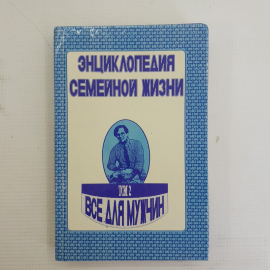 ЭНЦИКЛОПЕДИЯ
СЕМЕЙНОЙ ЖИЗНИ
ТОМ 2
ВСЕ ДЛЯ МУЖЧИН